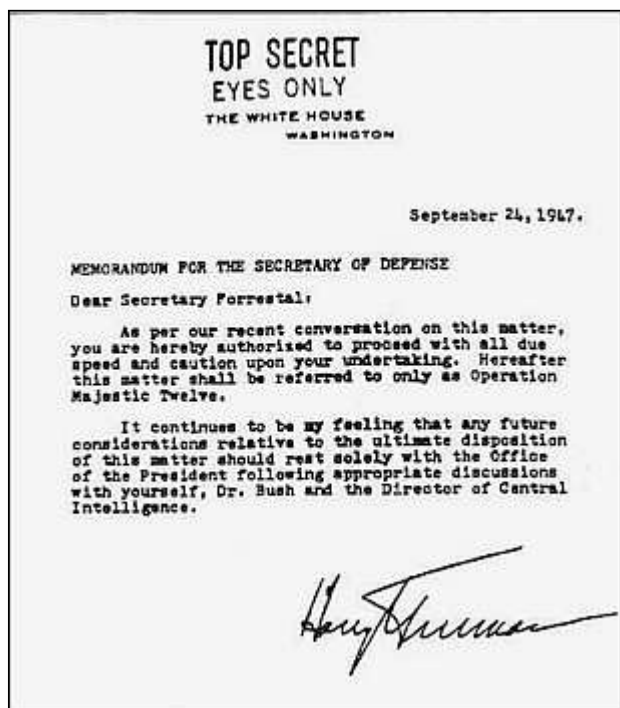 TOP SECRET
EYES ONLY
THE WHITE HOUSE
WASHINGTON
September 24, 1947.
MEMORANDUM FOR THE SECRETARY OF DEFENSE
Dear Secretary Forrestal:
As per our recent conversation on this matter,
you are hereby authorized to proceed with all due
speed and caution upon your undertaking. Hereafter
this matter shall be referred to only as Operation
Majestic Twelve.
It continues to be my feeling that any future
considerations relative to the ultimate disposition
of this matter should rest solely with the Office
of the President following appropriate discussions
with yourself, Dr. Bush and the Director of Central
Intelligence.
Harry Truman